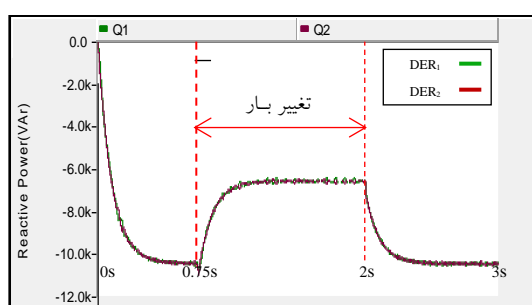 Q1 Q2
DER₁
DER₂
تغییر بار
Reactive Power(VAr)
0.0
-2.0k
-4.0k
-6.0k
-8.0k
-10.0k
-12.0k
0s 0.75s 2s 3s